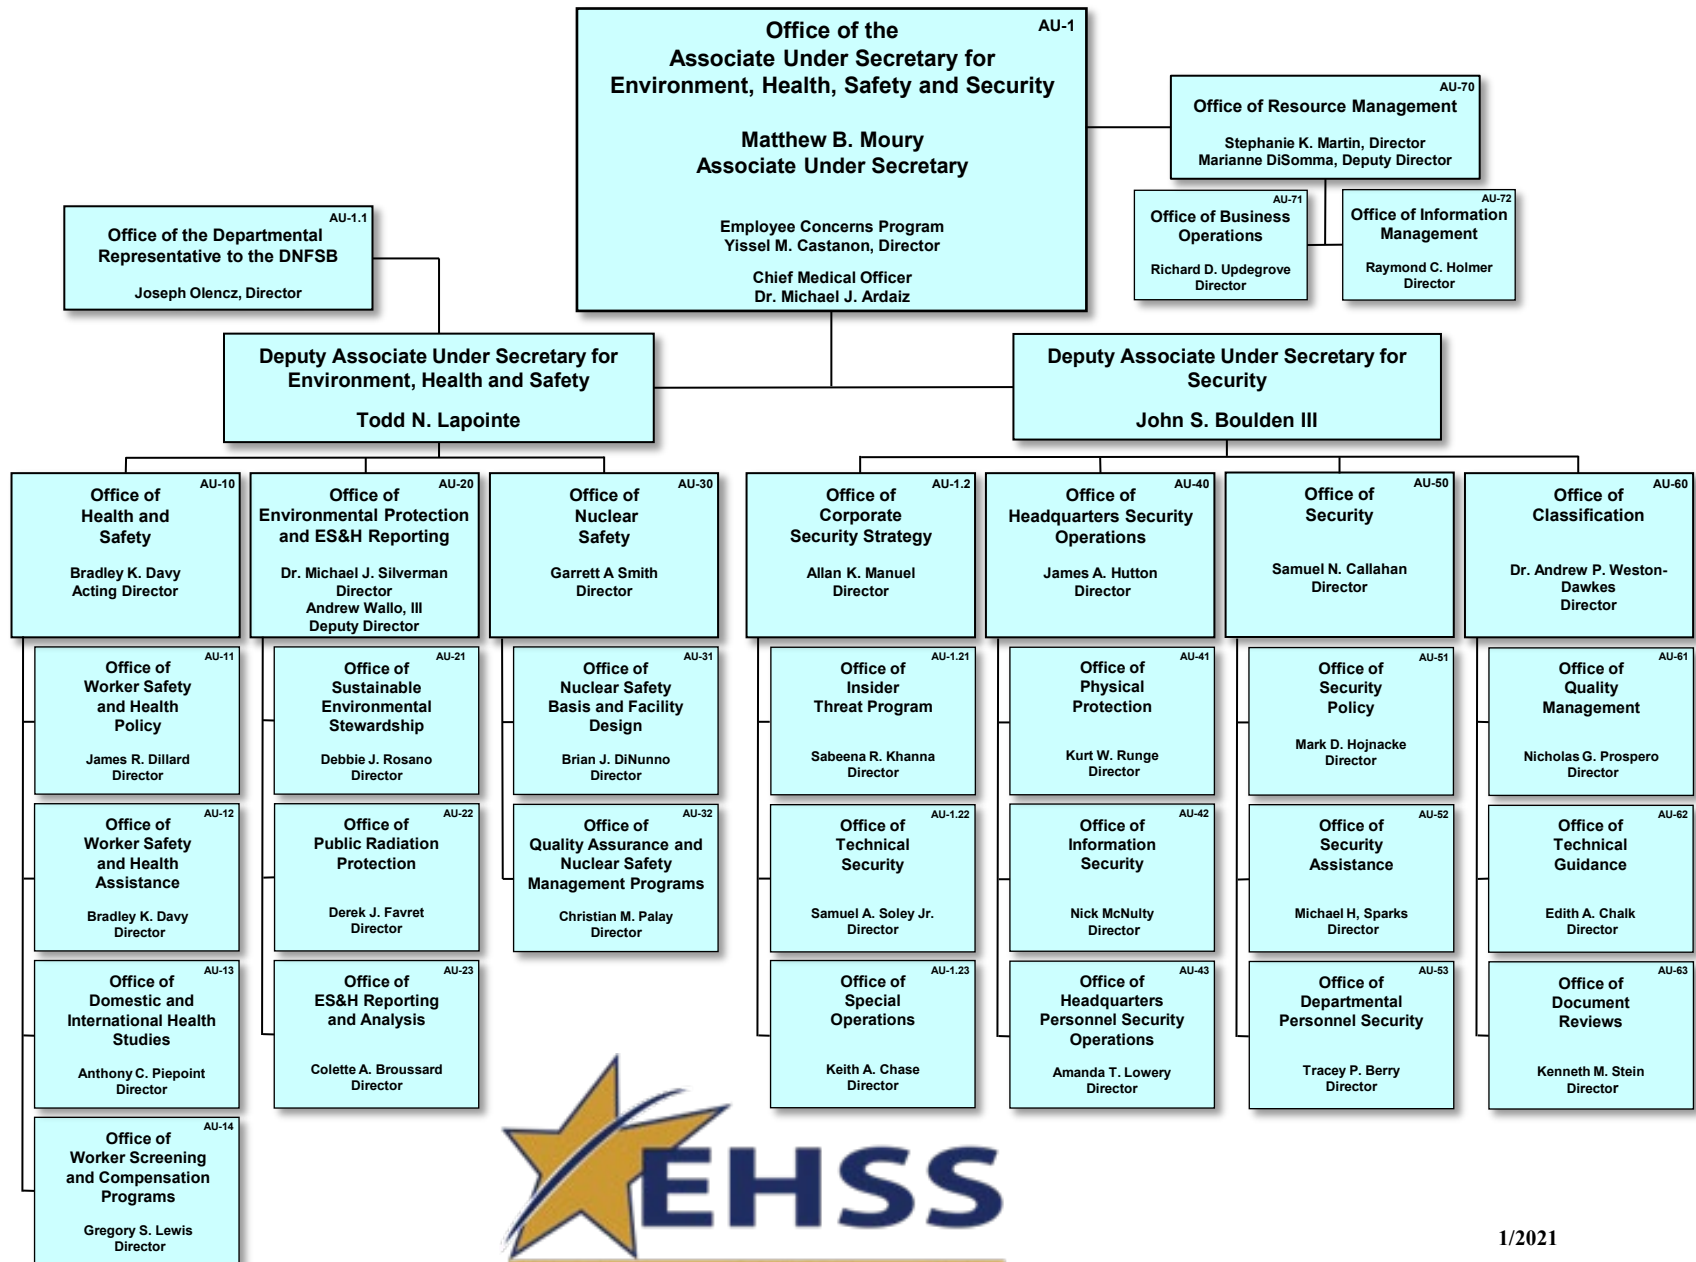 AU-1
Office of the
Associate Under Secretary for
Environment, Health, Safety and Security
Matthew B. Moury
Associate Under Secretary
Employee Concerns Program
Yissel M. Castanon, Director
Chief Medical Officer
Dr. Michael J. Ardaiz
AU-70
Office of Resource Management
Stephanie K. Martin, Director
Marianne DiSomma, Deputy Director
AU-71
Office of Business
Operations
Richard D. Updegrove
Director
AU-72
Office of Information
Management
Raymond C. Holmer
Director
AU-1.1
Office of the Departmental
Representative to the DNFSB
Joseph Olencz, Director
Deputy Associate Under Secretary for
Environment, Health and Safety
Todd N. Lapointe
Deputy Associate Under Secretary for
Security
John S. Boulden III
AU-10
Office of
Health and
Safety
Bradley K. Davy
Acting Director
AU-20
Office of
Environmental Protection
and ES&H Reporting
Dr. Michael J. Silverman
Director
Andrew Wallo, III
Deputy Director
AU-30
Office of
Nuclear
Safety
Garrett A Smith
Director
AU-1.2
Office of
Corporate
Security Strategy
Allan K. Manuel
Director
AU-40
Office of
Headquarters Security
Operations
James A. Hutton
Director
AU-50
Office of
Security
Samuel N. Callahan
Director
AU-60
Office of
Classification
Dr. Andrew P. Weston-
Dawkes
Director
AU-11
Office of
Worker Safety
and Health
Policy
James R. Dillard
Director
AU-21
Office of
Sustainable
Environmental
Stewardship
Debbie J. Rosano
Director
AU-31
Office of
Nuclear Safety
Basis and Facility
Design
Brian J. DiNunno
Director
AU-1.21
Office of
Insider
Threat Program
Sabeena R. Khanna
Director
AU-41
Office of
Physical
Protection
Kurt W. Runge
Director
AU-51
Office of
Security
Policy
Mark D. Hojnacke
Director
AU-61
Office of
Quality
Management
Nicholas G. Prospero
Director
AU-12
Office of
Worker Safety
and Health
Assistance
Bradley K. Davy
Director
AU-22
Office of
Public Radiation
Protection
Derek J. Favret
Director
AU-32
Office of
Quality Assurance and
Nuclear Safety
Management Programs
Christian M. Palay
Director
AU-1.22
Office of
Technical
Security
Samuel A. Soley Jr.
Director
AU-42
Office of
Information
Security
Nick McNulty
Director
AU-52
Office of
Security
Assistance
Michael H, Sparks
Director
AU-62
Office of
Technical
Guidance
Edith A. Chalk
Director
AU-13
Office of
Domestic and
International Health
Studies
Anthony C. Piepoint
Director
AU-23
Office of
ES&H Reporting
and Analysis
Colette A. Broussard
Director
AU-1.23
Office of
Special
Operations
Keith A. Chase
Director
AU-43
Office of
Headquarters
Personnel Security
Operations
Amanda T. Lowery
Director
AU-53
Office of
Departmental
Personnel Security
Tracey P. Berry
Director
AU-63
Office of
Document
Reviews
Kenneth M. Stein
Director
AU-14
Office of
Worker Screening
and Compensation
Programs
Gregory S. Lewis
Director
EHSS
1/2021